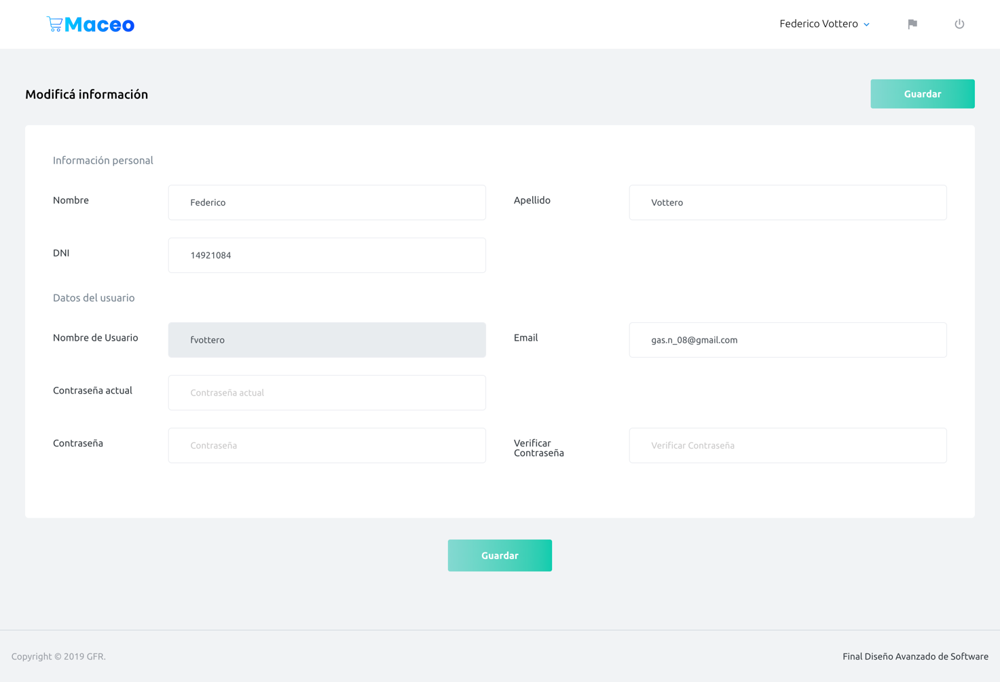 Maceo
Federico Vottero
Modificá información
Guardar
Información personal
Nombre
Federico
Apellido
Vottero
DNI
14921084
Datos del usuario
Nombre de Usuario
fvottero
Email
gas.n_08@gmail.com
Contraseña actual
Contraseña actual
Contraseña
Contraseña
Verificar
Contraseña
Verificar Contraseña
Guardar
Copyright © 2019 GFR.
Final Diseño Avanzado de Software